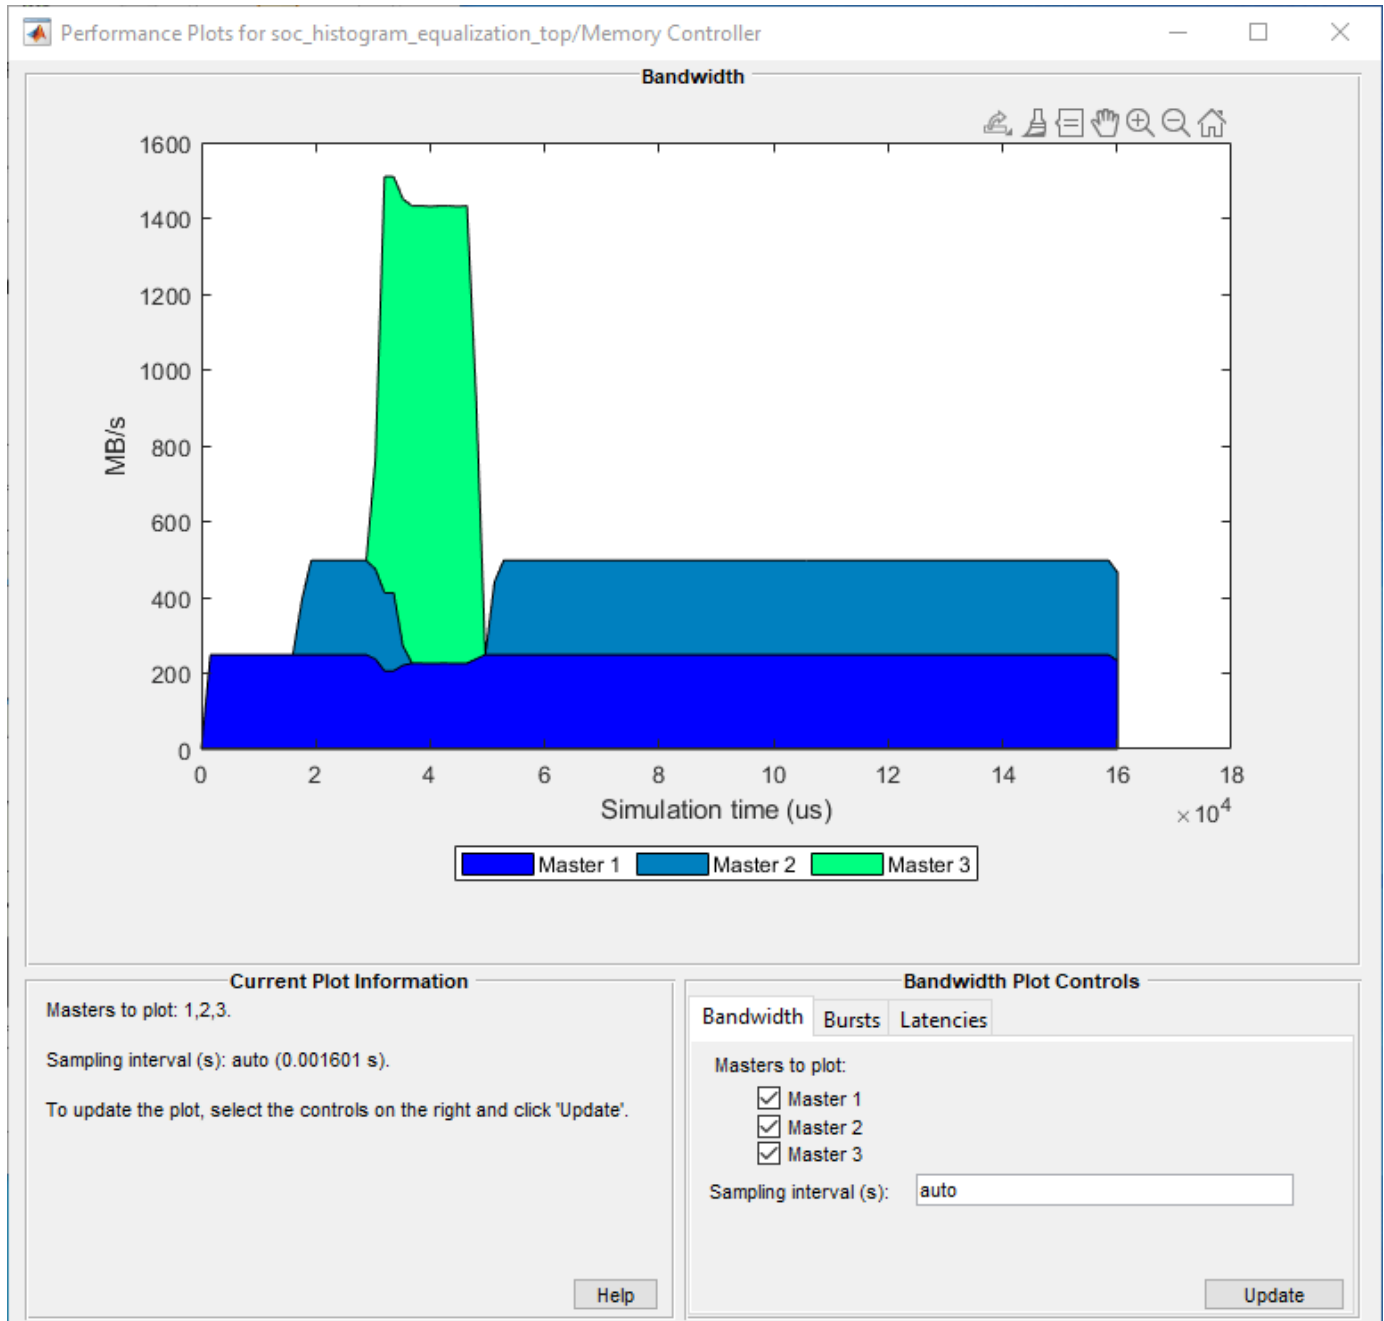 Performance Plots for soc_histogram_equalization_top/Memory Controller
Bandwidth
1600
1400
1200
1000
800
600
400
200
0
MB/s
0 2 4 6 8 10 12 14 16 18
Simulation time (us)
×10^4
Master 1 Master 2 Master 3
Current Plot Information
Masters to plot: 1,2,3.
Sampling interval (s): auto (0.001601 s).
To update the plot, select the controls on the right and click 'Update'.
Help
Bandwidth Plot Controls
Bandwidth Bursts Latencies
Masters to plot:
Master 1
Master 2
Master 3
Sampling interval (s): auto
Update